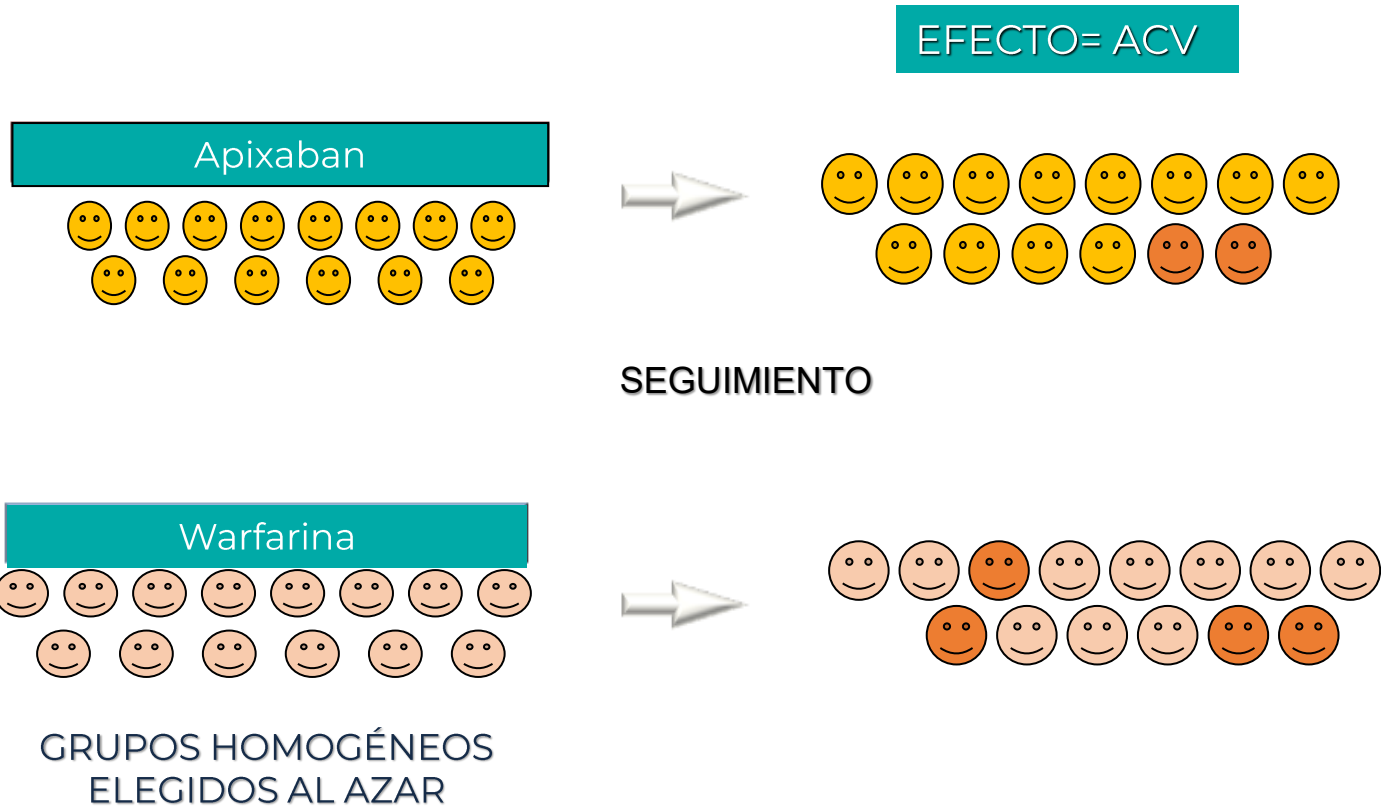 EFECTO= ACV
Apixaban
SEGUIMIENTO
Warfarina
GRUPOS HOMOGÉNEOS
ELEGIDOS AL AZAR